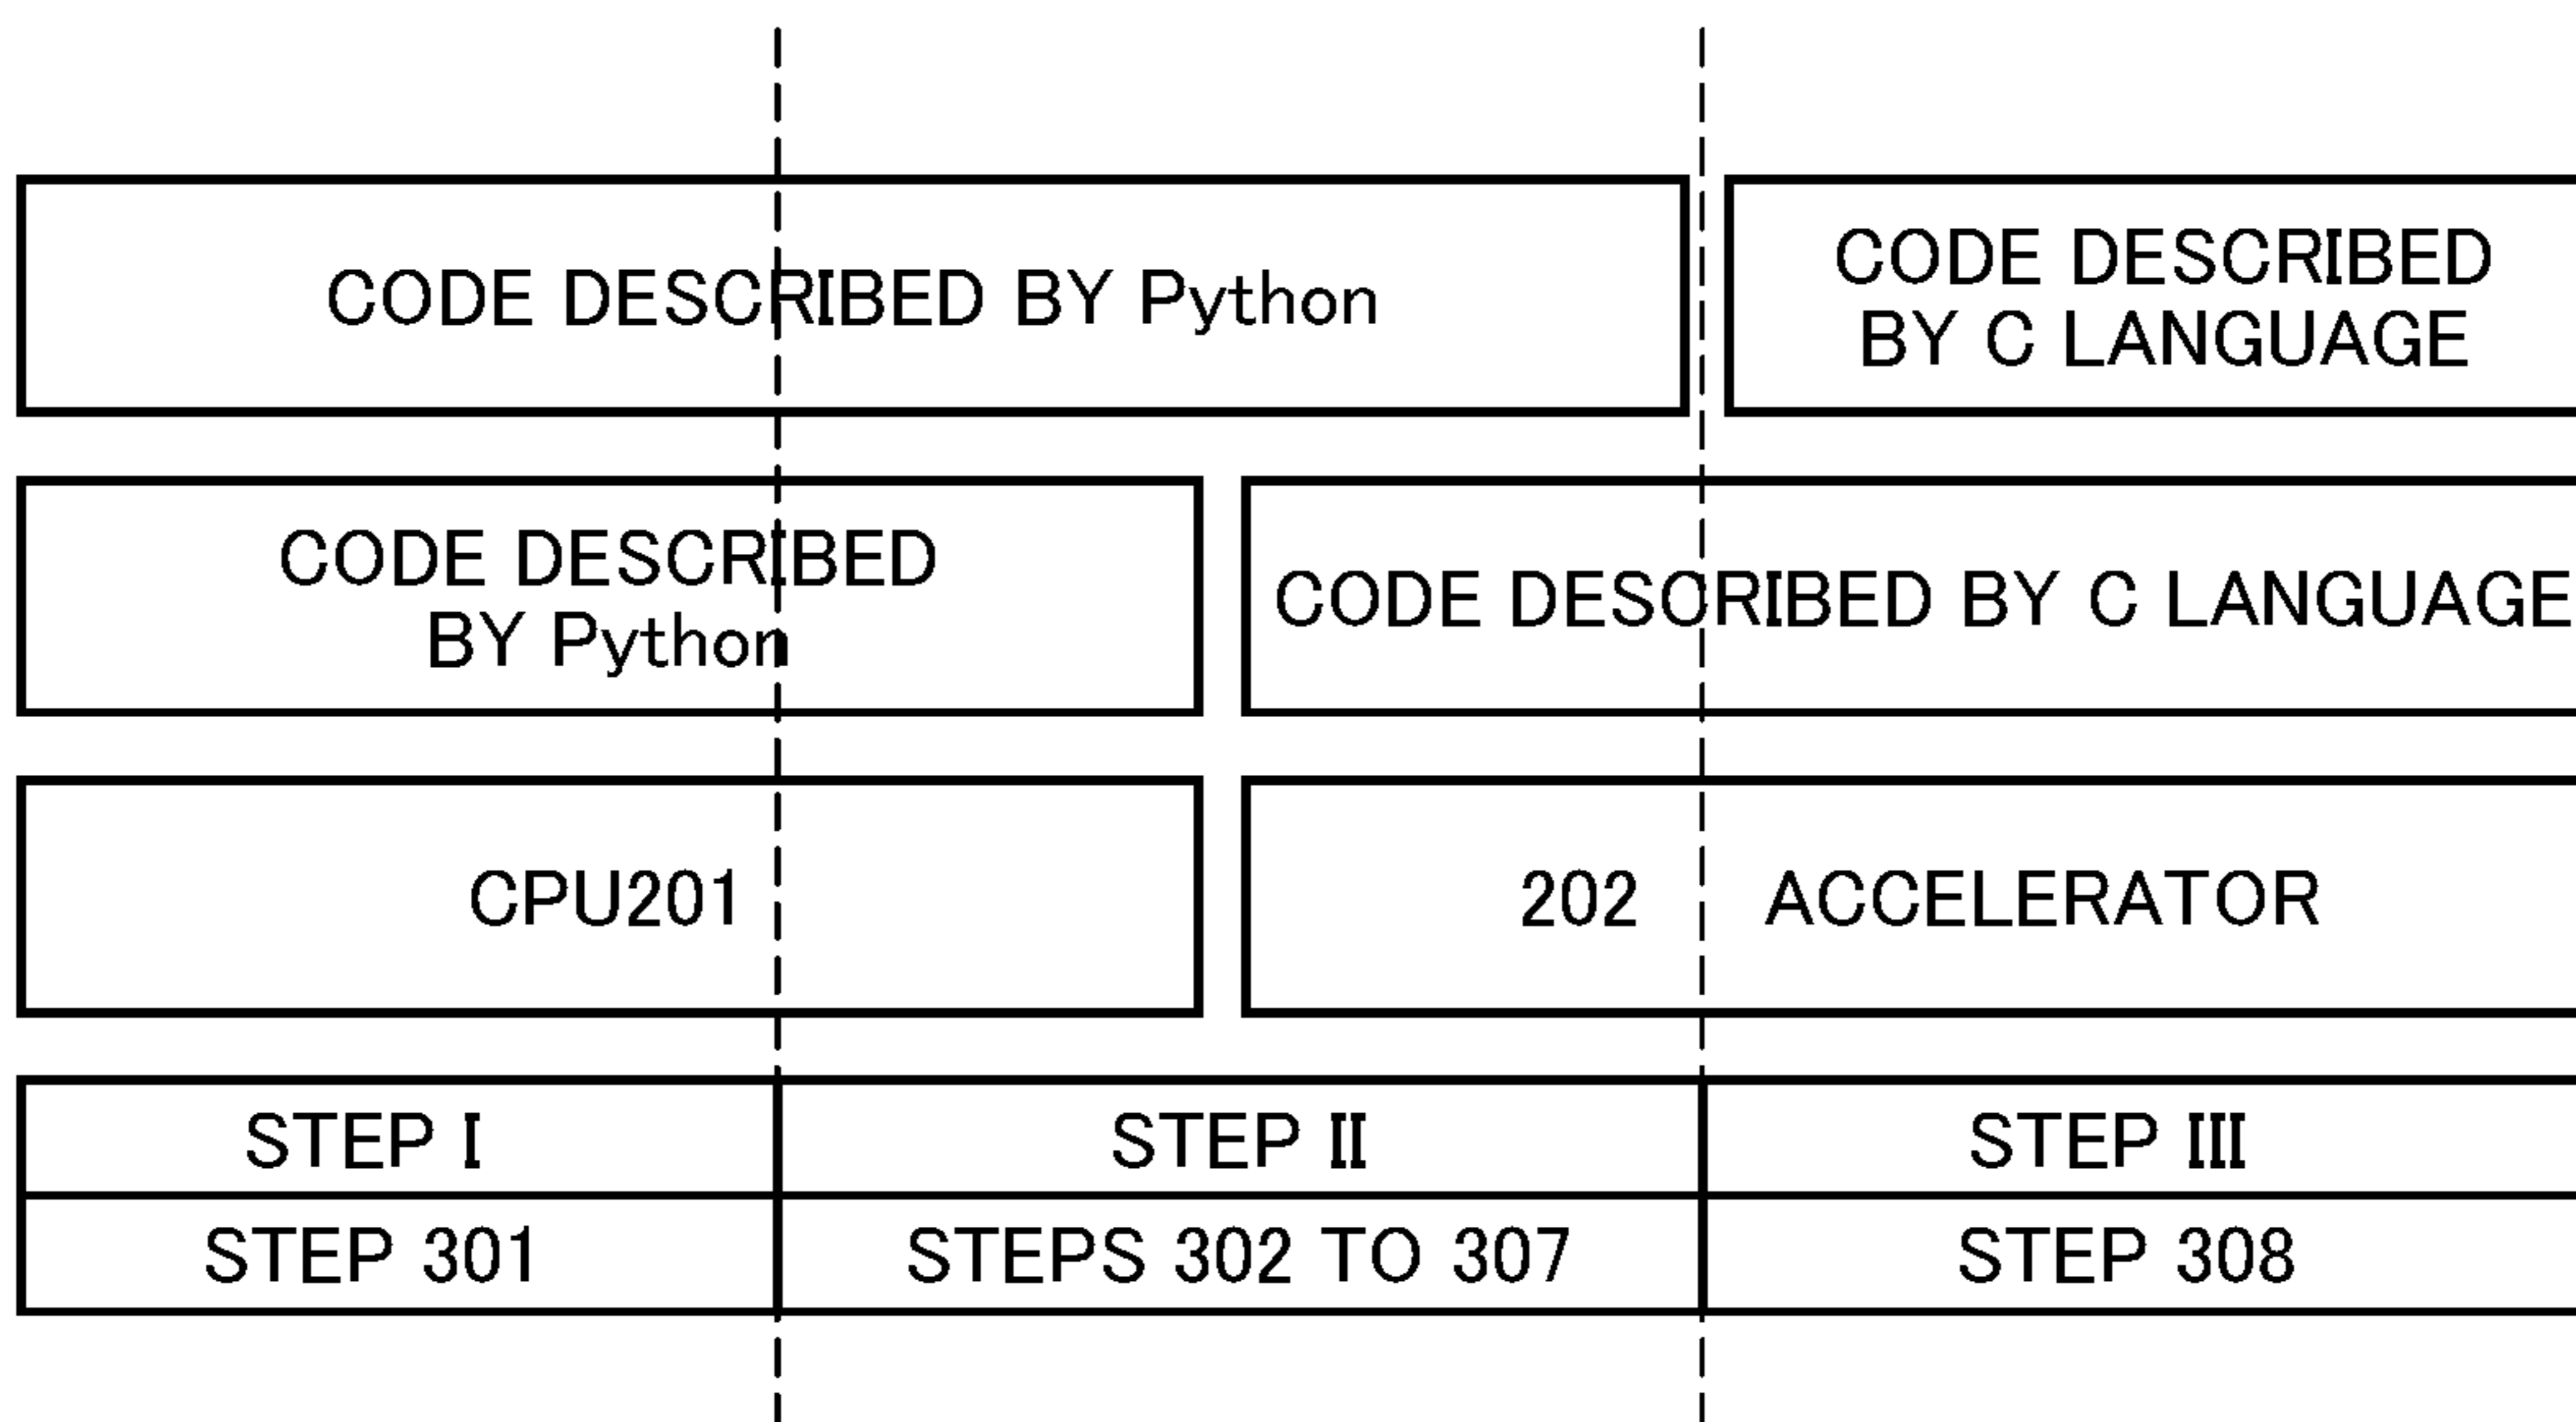 CODE DESCRIBED BY Python
CODE DESCRIBED
BY C LANGUAGE
CODE DESCRIBED
BY Python
CODE DESCRIBED BY C LANGUAGE
CPU201
202 ACCELERATOR
STEP I
STEP II
STEP III
STEP 301
STEPS 302 TO 307
STEP 308